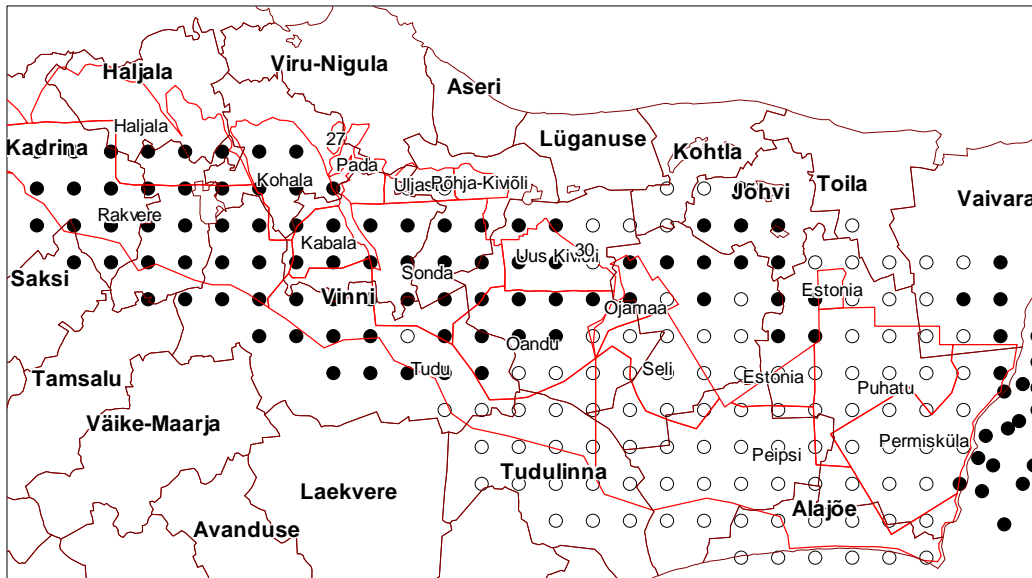 Haljala
Viru-Nigula
Aseri
Lüganuse
Haljala
27
Kadrina
Kohtla
Pada
Kohala
Uljaste
Põhja-Kiviõli
Jõhvi
Toila
Vaivara
Rakvere
Kabala
Uus Kiviõli
30
Saksi
Sonda
Vinni
Estonia
Ojamaa
Oandu
Tamsalu
Tudu
Seli
Estonia
Puhatu
Väike-Maarja
Permisküla
Peipsi
Tudulinna
Laekvere
Alajõe
Avanduse